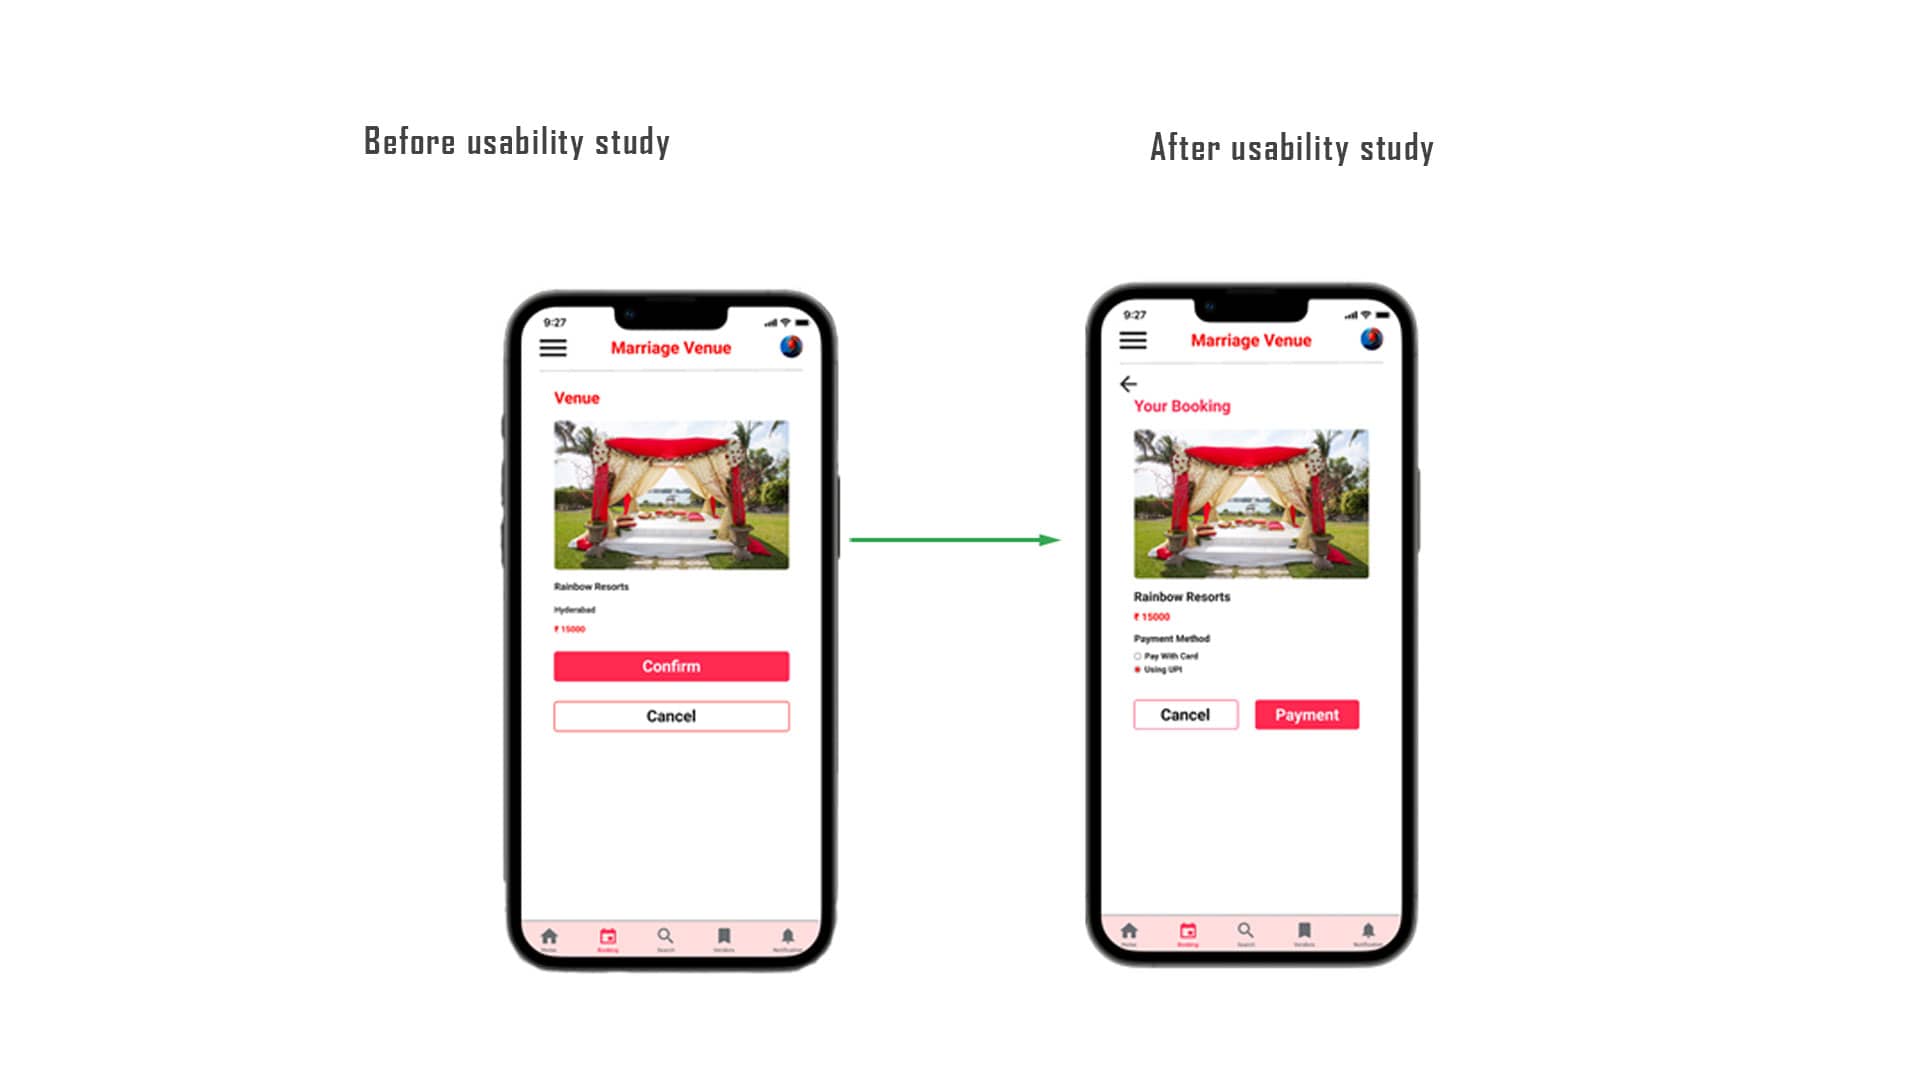 Before usability study
After usability study
9:27
Marriage Venue
Venue
Rainbow Resorts
Hyderabad
₹ 15000
Confirm
Cancel
Home
Booking
Search
Vendors
Notification
9:27
Marriage Venue
Your Booking
Rainbow Resorts
₹ 15000
Payment Method
Pay With Card
Using UPI
Cancel
Payment
Home
Booking
Search
Vendors
Notification